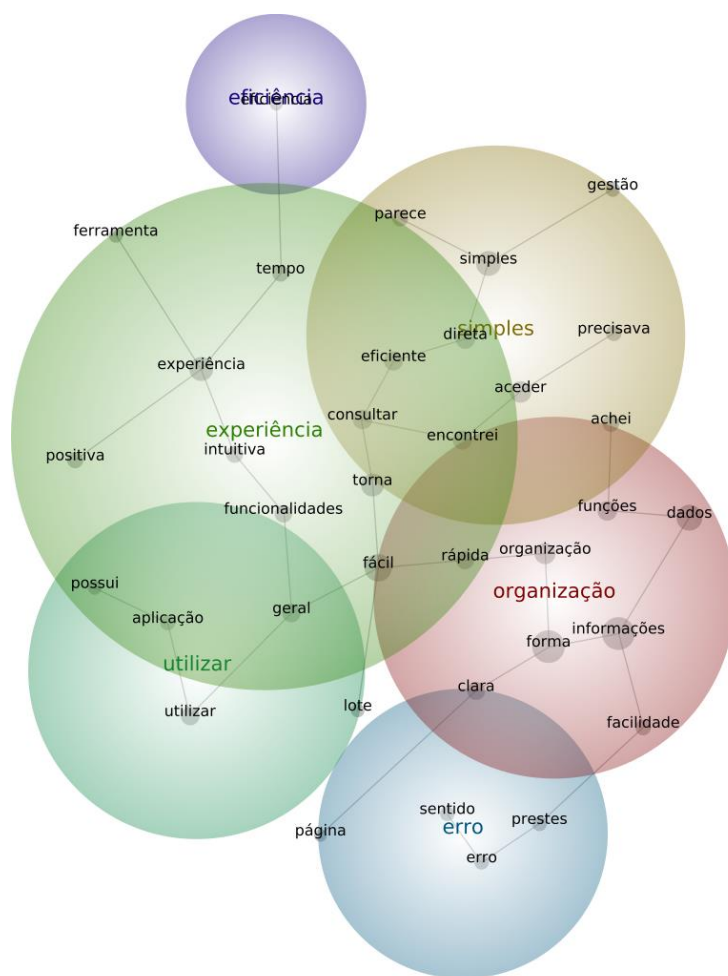 eficiência
eficiência
gestão
parece
ferramenta
simples
tempo
simples
direta
precisava
eficiente
experiência
aceder
consultar
achei
experiência
encontrei
intuitiva
positiva
torna
funcionalidades
funções
dados
organização
rápida
fácil
possui
organização
geral
aplicação
informações
forma
utilizar
clara
utilizar
lote
facilidade
sentido
prestes
página
erro
erro